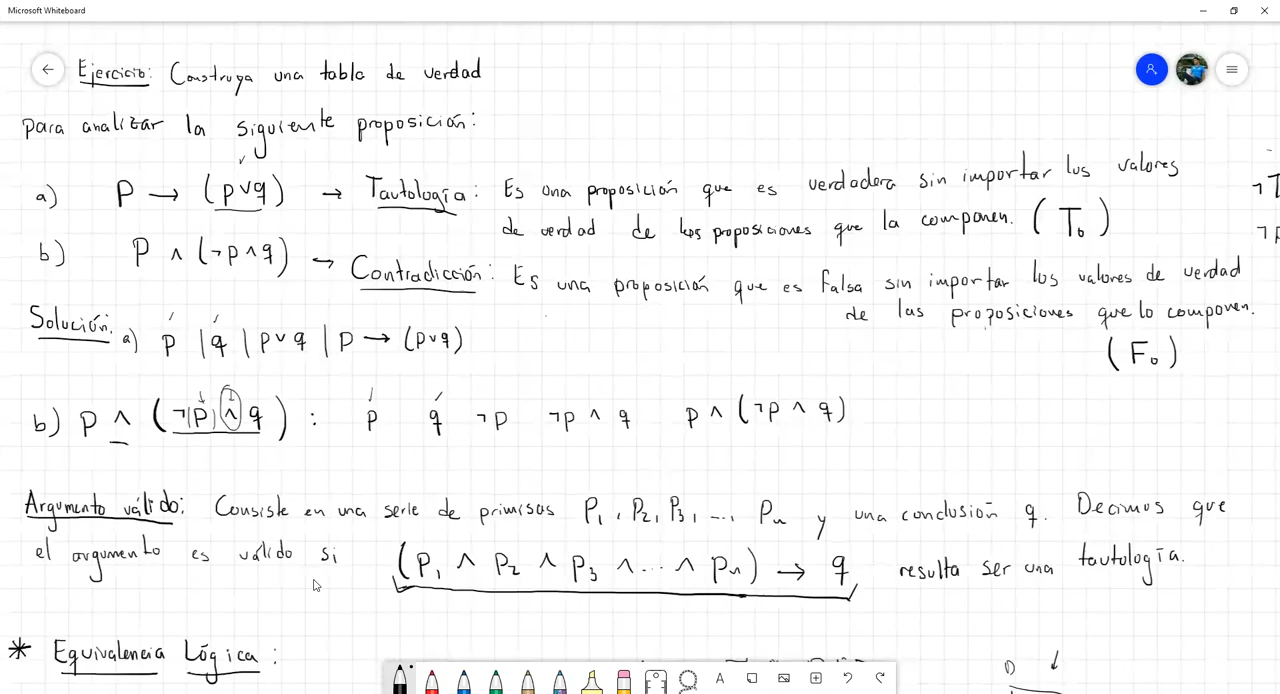 Microsoft Whiteboard
Ejercicio: Construya una tabla de verdad
para analizar la siguiente proposición:
a) p → (p∨q) → Tautología: Es una proposición que es verdadera sin importar los valores
de verdad de las proposiciones que la componen. (T₀)
b) p ∧ (¬p∧q) → Contradicción: Es una proposición que es falsa sin importar los valores de verdad
de las proposiciones que lo componen.
(F₀)
Solución: a) p | q | p∨q | p → (p∨q)
b) p ∧ (¬(p) ∧ q) : p q ¬p ¬p ∧ q p ∧ (¬p ∧ q)
Argumento válido: Consiste en una serie de primisas P₁, P₂, P₃, ..., Pₙ y una conclusión q. Decimos que
el argumento es válido si (P₁ ∧ P₂ ∧ P₃ ∧ ... ∧ Pₙ) → q resulta ser una tautología.
* Equivalencia Lógica: